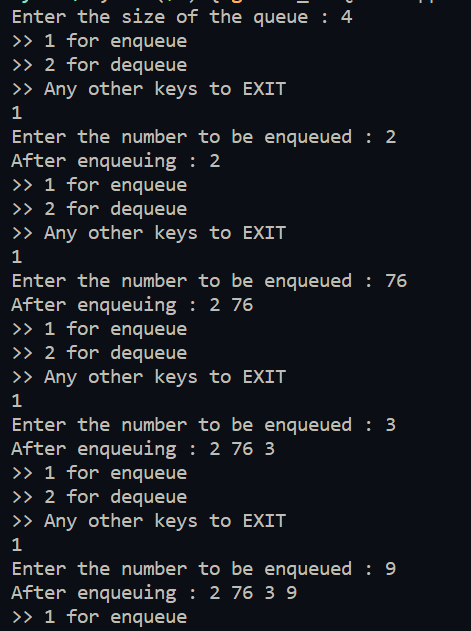 Enter the size of the queue : 4
>> 1 for enqueue
>> 2 for dequeue
>> Any other keys to EXIT
1
Enter the number to be enqueued : 2
After enqueuing : 2
>> 1 for enqueue
>> 2 for dequeue
>> Any other keys to EXIT
1
Enter the number to be enqueued : 76
After enqueuing : 2 76
>> 1 for enqueue
>> 2 for dequeue
>> Any other keys to EXIT
1
Enter the number to be enqueued : 3
After enqueuing : 2 76 3
>> 1 for enqueue
>> 2 for dequeue
>> Any other keys to EXIT
1
Enter the number to be enqueued : 9
After enqueuing : 2 76 3 9
>> 1 for enqueue